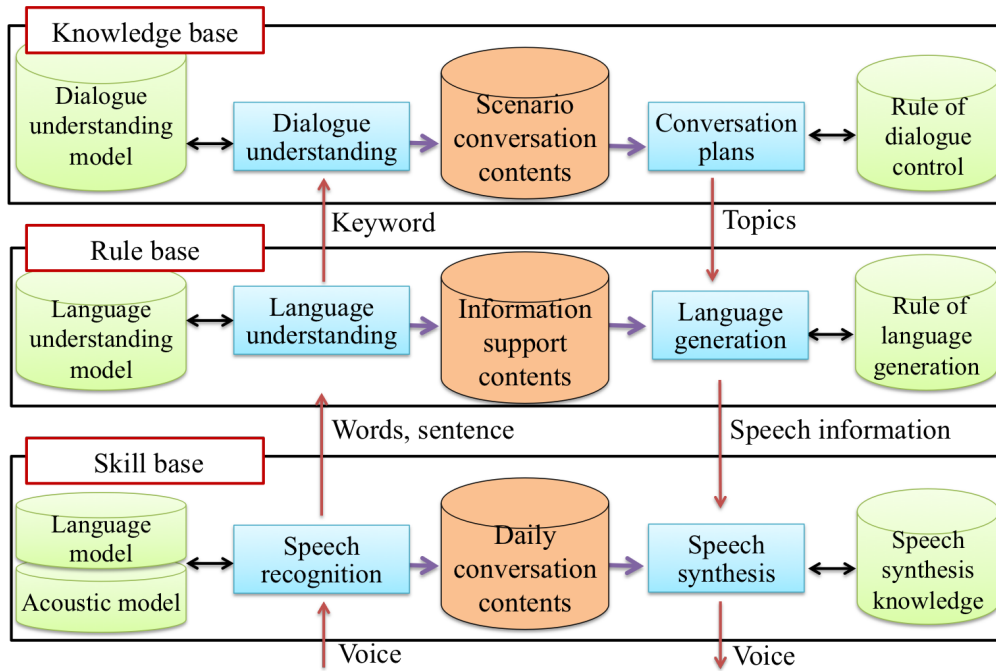 Knowledge base
Dialogue
understanding
model
Dialogue
understanding
Scenario
conversation
contents
Conversation
plans
Rule of
dialogue
control
Keyword
Topics
Rule base
Language
understanding
model
Language
understanding
Information
support
contents
Language
generation
Rule of
language
generation
Words, sentence
Speech information
Skill base
Language
model
Acoustic model
Speech
recognition
Daily
conversation
contents
Speech
synthesis
Speech
synthesis
knowledge
Voice
Voice